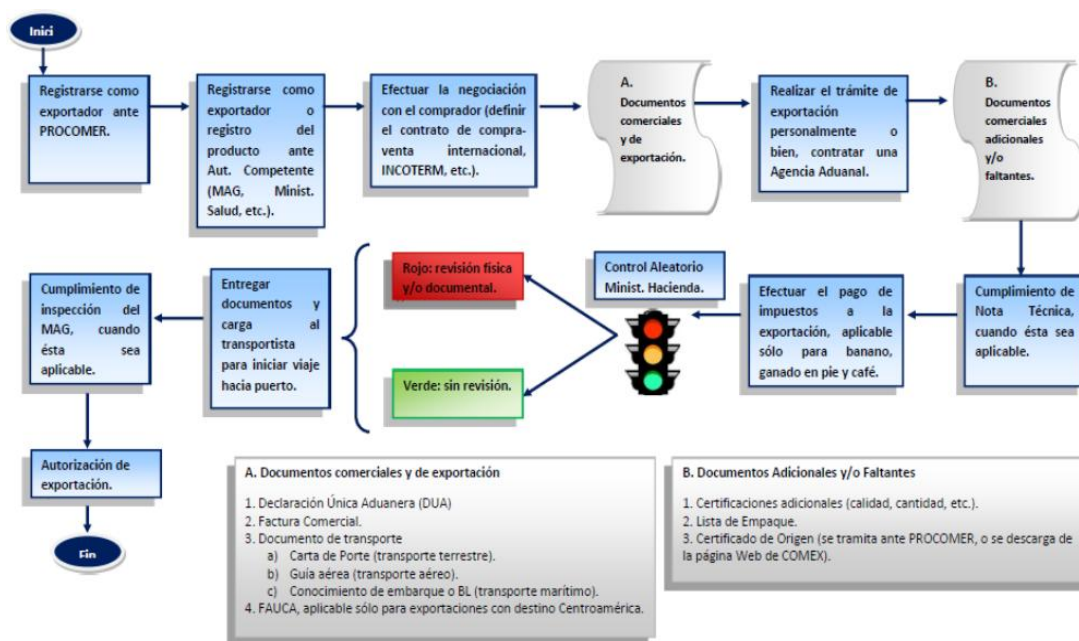 Inici
Registrarse como
exportador ante
PROCOMER.
Registrarse como
exportador o
registro del
producto ante
Aut. Competente
(MAG, Minist.
Salud, etc.).
Efectuar la negociación
con el comprador (definir
el contrato de compra-
venta internacional,
INCOTERM, etc.).
A.
Documentos
comerciales
y de
exportación.
Realizar el trámite de
exportación
personalmente o
bien, contratar una
Agencia Aduanal.
B.
Documentos
comerciales
adicionales
y/o
faltantes.
Cumplimiento de
Nota Técnica,
cuando ésta sea
aplicable.
Efectuar el pago de
impuestos a la
exportación, aplicable
sólo para banano,
ganado en pie y café.
Control Aleatorio
Minist. Hacienda.
Rojo: revisión física
y/o documental.
Verde: sin revisión.
Entregar
documentos y
carga al
transportista
para iniciar viaje
hacia puerto.
Cumplimiento de
inspección del
MAG, cuando
ésta sea
aplicable.
Autorización de
exportación.
Fin
A. Documentos comerciales y de exportación
1. Declaración Única Aduanera (DUA)
2. Factura Comercial.
3. Documento de transporte
a) Carta de Porte (transporte terrestre).
b) Guía aérea (transporte aéreo).
c) Conocimiento de embarque o BL (transporte marítimo).
4. FAUCA, aplicable sólo para exportaciones con destino Centroamérica.
B. Documentos Adicionales y/o Faltantes
1. Certificaciones adicionales (calidad, cantidad, etc.).
2. Lista de Empaque.
3. Certificado de Origen (se tramita ante PROCOMER, o se descarga de
la página Web de COMEX).